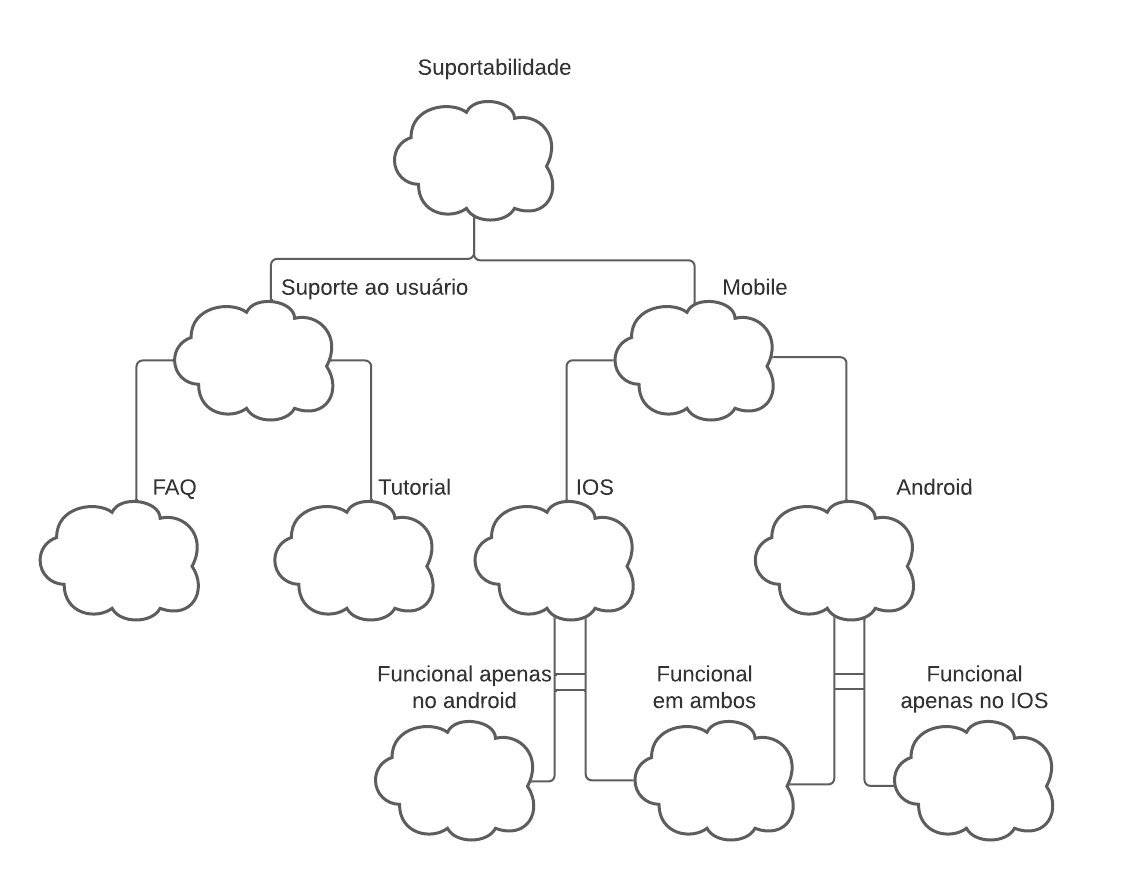 Suportabilidade
Suporte ao usuário
Mobile
FAQ
Tutorial
IOS
Android
Funcional apenas
no android
Funcional
em ambos
Funcional
apenas no IOS